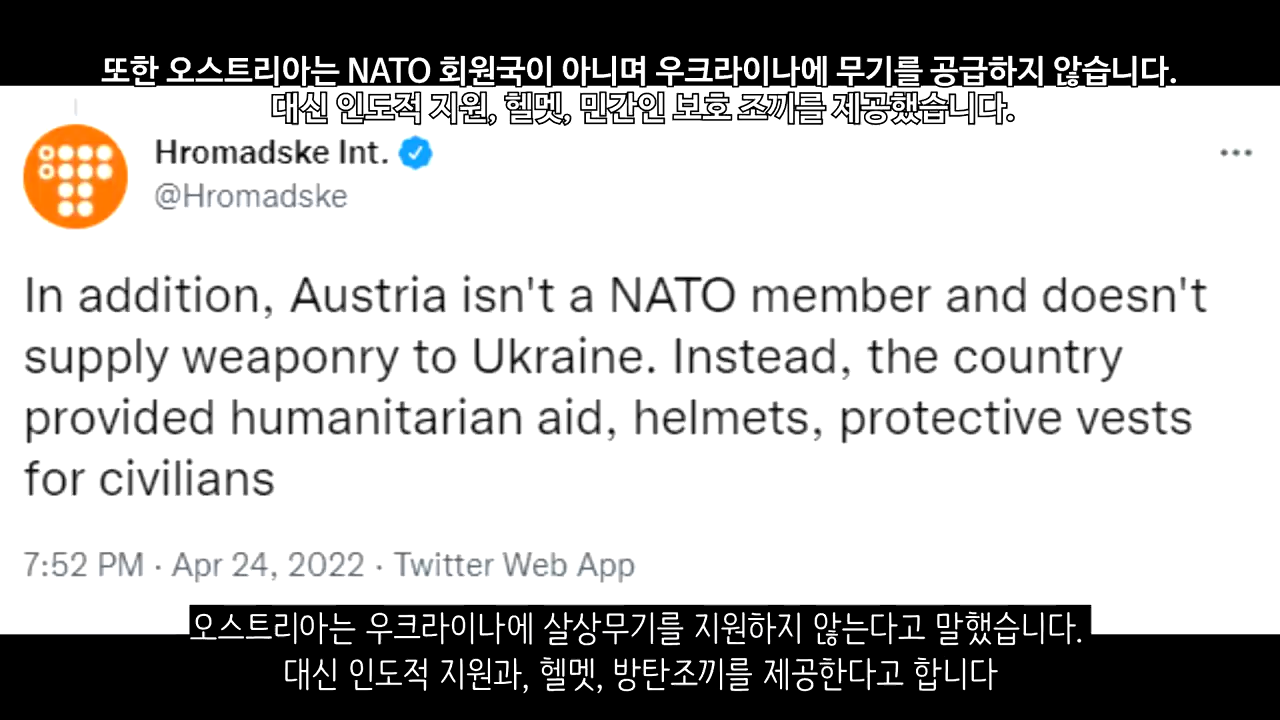 또한 오스트리아는 NATO 회원국이 아니며 우크라이나에 무기를 공급하지 않습니다.
대신 인도적 지원, 헬멧, 민간인 보호 조끼를 제공했습니다.
Hromadske Int.
@Hromadske
In addition, Austria isn't a NATO member and doesn't
supply weaponry to Ukraine. Instead, the country
provided humanitarian aid, helmets, protective vests
for civilians
7:52 PM · Apr 24, 2022 · Twitter Web App
오스트리아는 우크라이나에 살상무기를 지원하지 않는다고 말했습니다.
대신 인도적 지원과, 헬멧, 방탄조끼를 제공한다고 합니다